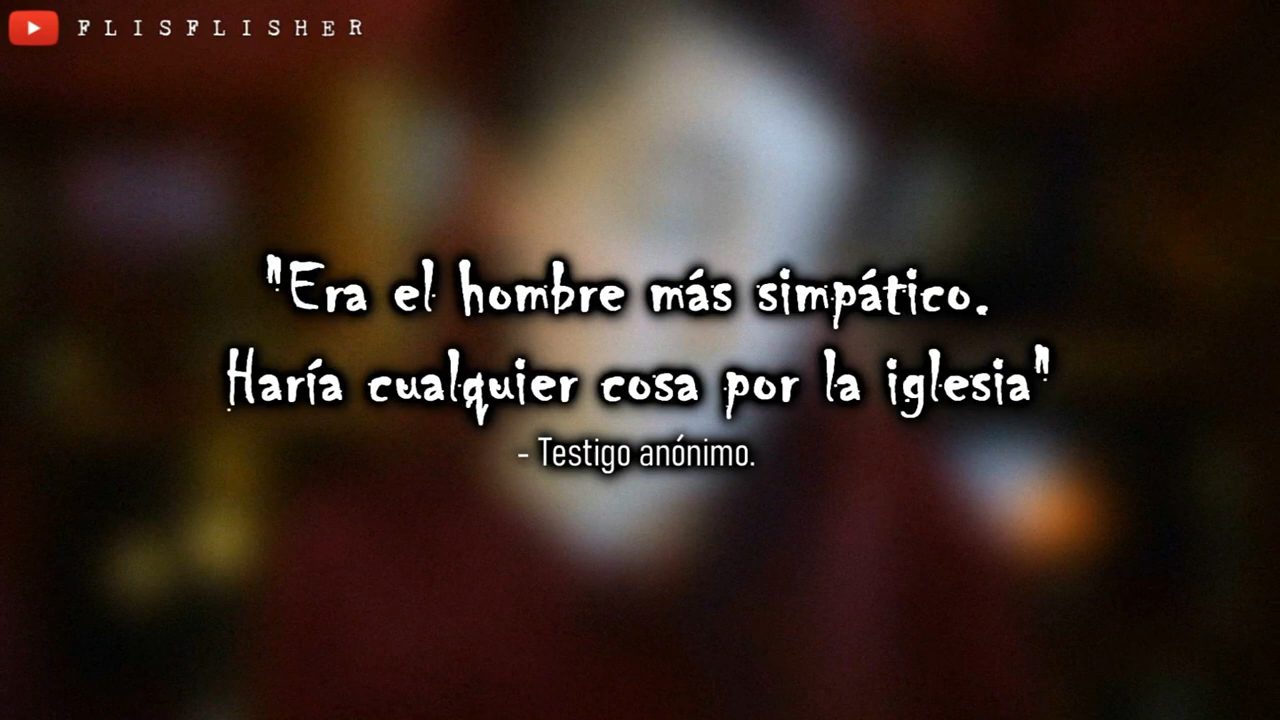 FLISFLISHER
"Era el hombre más simpático.
Haría cualquier cosa por la iglesia"
- Testigo anónimo.